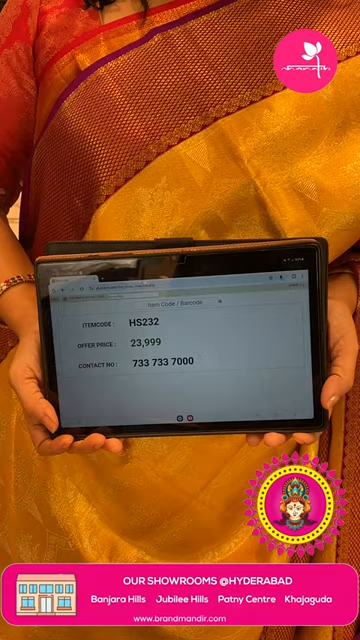 mandir
Item Code / Barcode
ITEMCODE : HS232
OFFER PRICE : 23,999
CONTACT NO : 733 733 7000
OUR SHOWROOMS @HYDERABAD
Banjara Hills Jubilee Hills Patny Centre Khajaguda
www.brandmandir.com